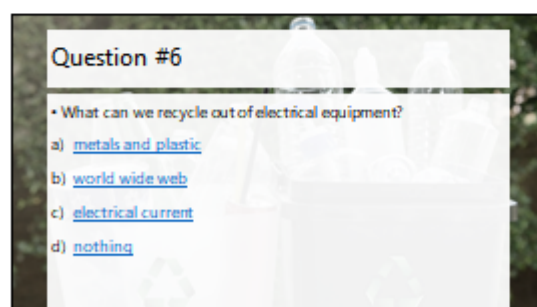 Question #6
• What can we recycle out of electrical equipment?
a) metals and plastic
b) world wide web
c) electrical current
d) nothing